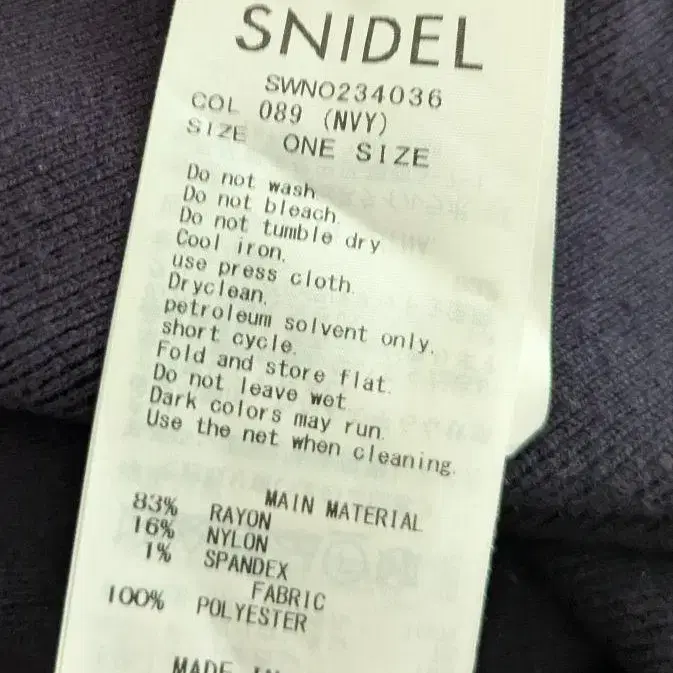 SNIDEL
SWNO234036
COL 089 (NVY)
SIZE ONE SIZE
Do not wash
Do not bleach.
Do not tumble dry
Cool iron.
use press cloth.
Dryclean.
petroleum solvent only.
short cycle.
Fold and store flat.
Do not leave wet.
Dark colors may run.
Use the net when cleaning.
MAIN MATERIAL
83% RAYON
16% NYLON
1% SPANDEX
FABRIC
100% POLYESTER
MADE IN